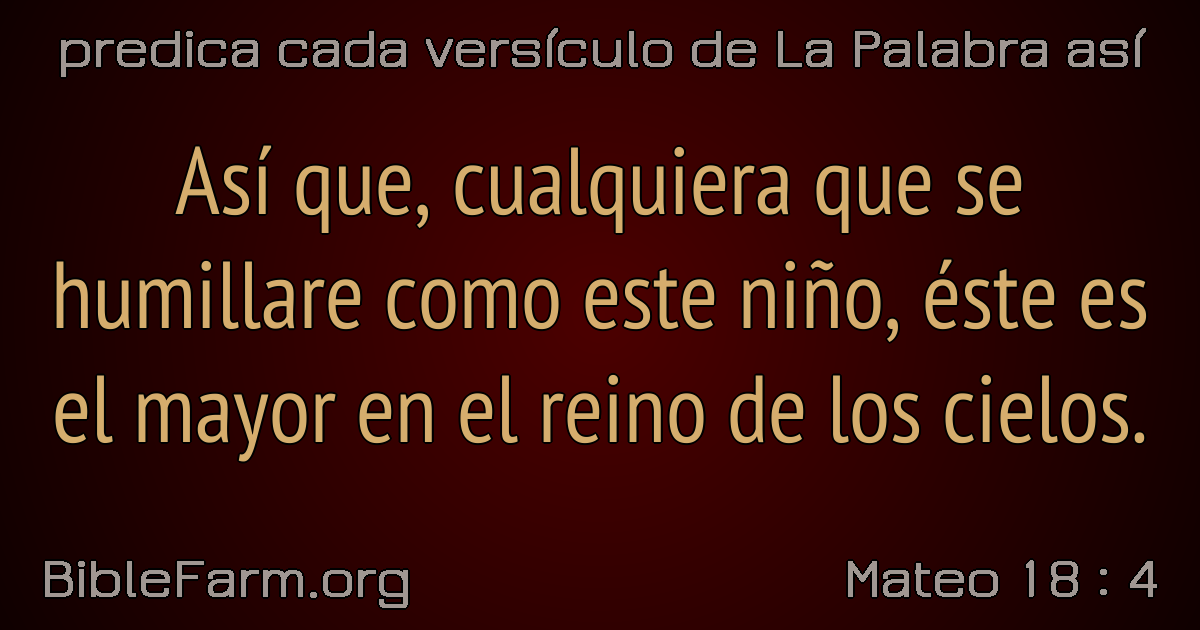 predica cada versículo de La Palabra así
Así que, cualquiera que se
humillare como este niño, éste es
el mayor en el reino de los cielos.
BibleFarm.org
Mateo 18 : 4